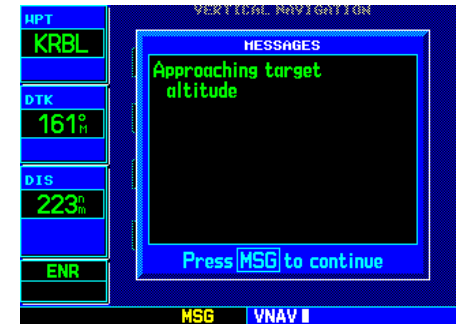 VERTICAL NAVIGATION
WPT
KRBL
MESSAGES
Approaching target
altitude
DTK
161°M
DIS
223nm
Press MSG to continue
ENR
MSG
VNAV